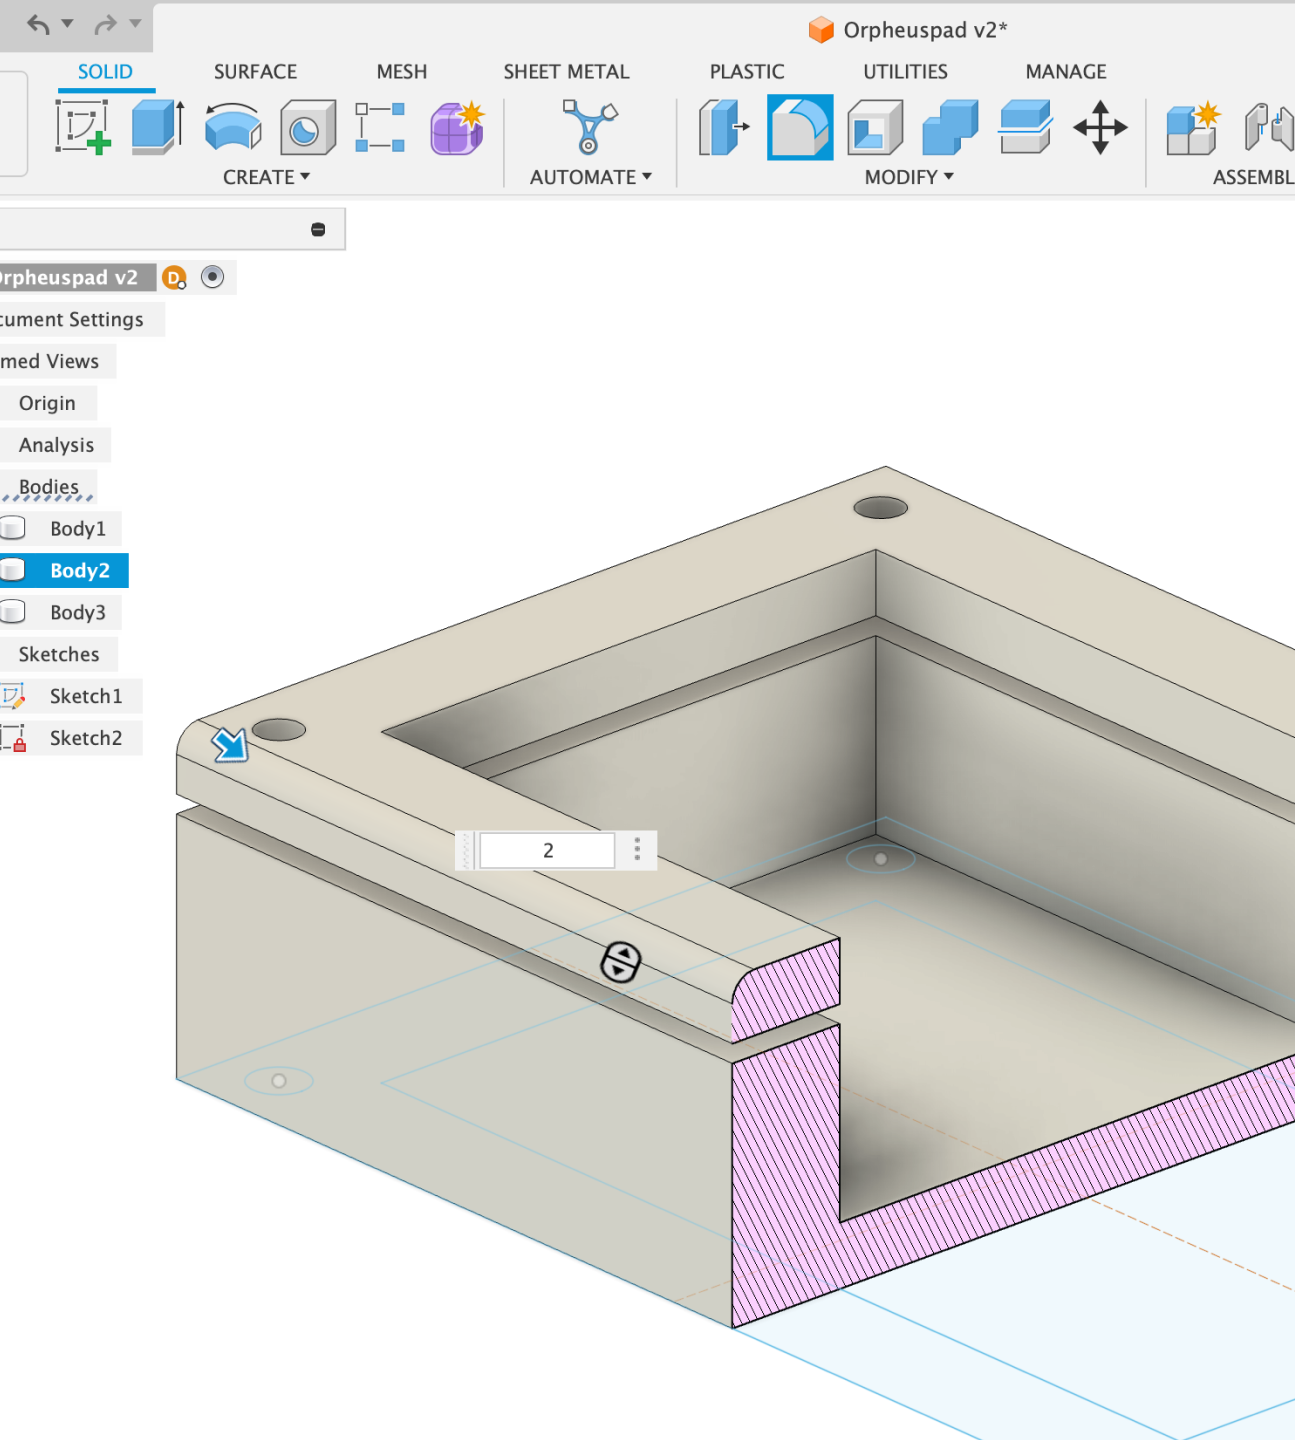 Orpheuspad v2*
SOLID SURFACE MESH SHEET METAL PLASTIC UTILITIES MANAGE
CREATE AUTOMATE MODIFY ASSEMBL
rpheuspad v2 D
cument Settings
med Views
Origin
Analysis
Bodies
Body1
Body2
Body3
Sketches
Sketch1
Sketch2
2